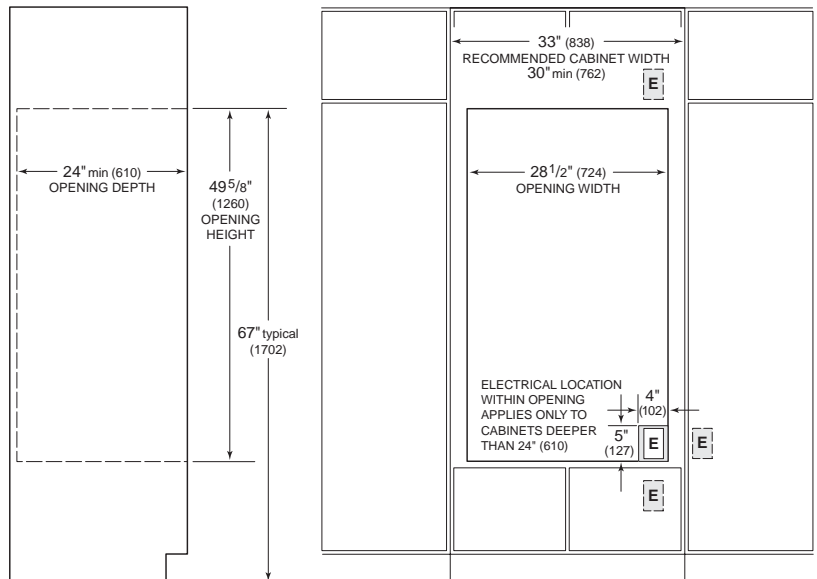 33" (838)
RECOMMENDED CABINET WIDTH
30" min (762)
E
24" min (610)
OPENING DEPTH
49 5/8"
(1260)
OPENING
HEIGHT
28 1/2" (724)
OPENING WIDTH
67" typical
(1702)
ELECTRICAL LOCATION
WITHIN OPENING
APPLIES ONLY TO
CABINETS DEEPER
THAN 24" (610)
4"
(102)
5"
(127)
E
E
E